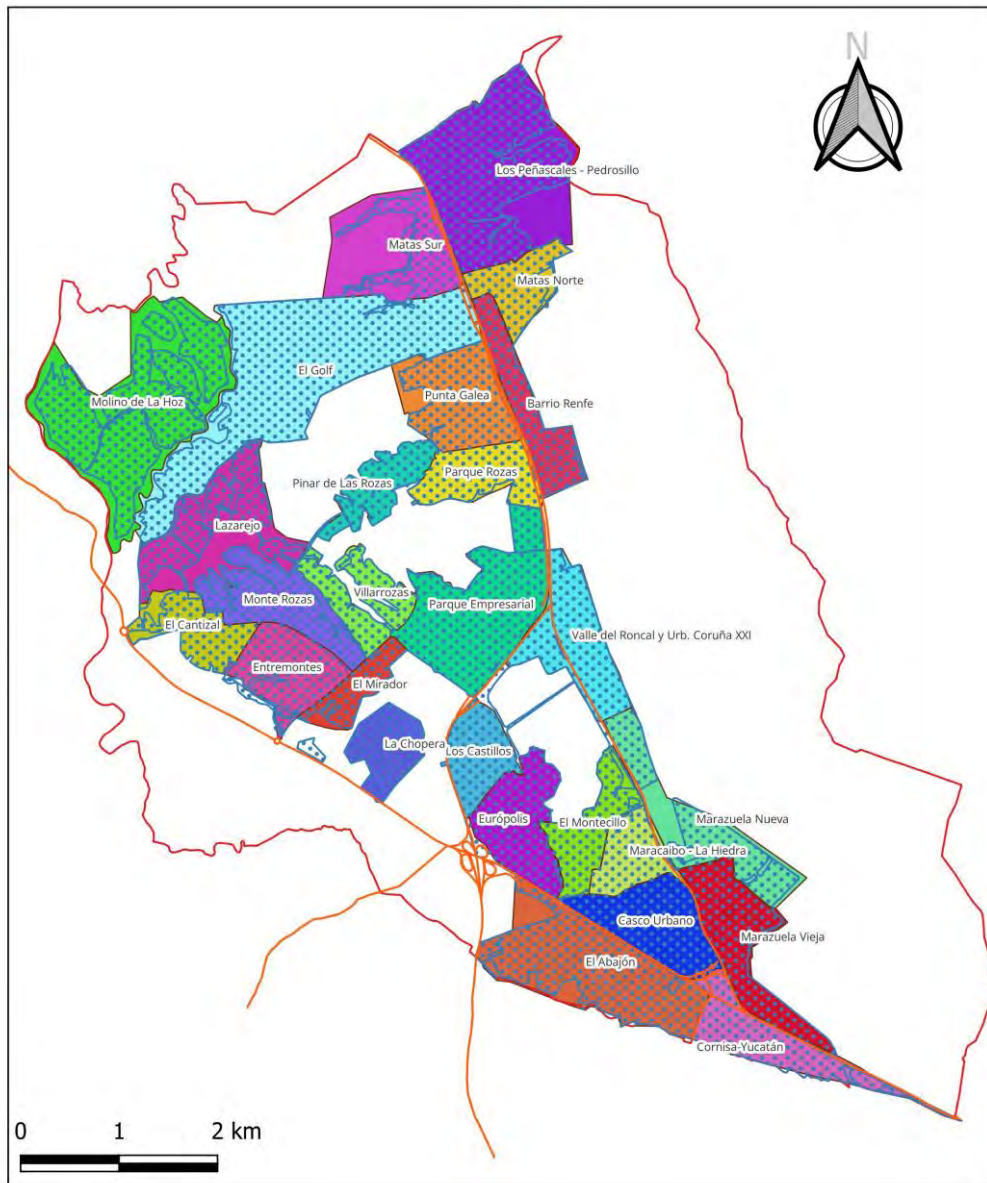 N
Los Peñascales - Pedrosillo
Matas Sur
Matas Norte
El Golf
Molino de La Hoz
Punta Galea
Barrio Renfe
Parque Rozas
Pinar de Las Rozas
Lazarejo
Villarrozas
Monte Rozas
Parque Empresarial
El Cantizal
Valle del Roncal y Urb. Coruña XXI
Entremontes
El Mirador
La Chopera
Los Castillos
Európolis
El Montecillo
Marazuela Nueva
Maracaibo - La Hiedra
Casco Urbano
Marazuela Vieja
El Abajón
Cornisa-Yucatán
0 1 2 km